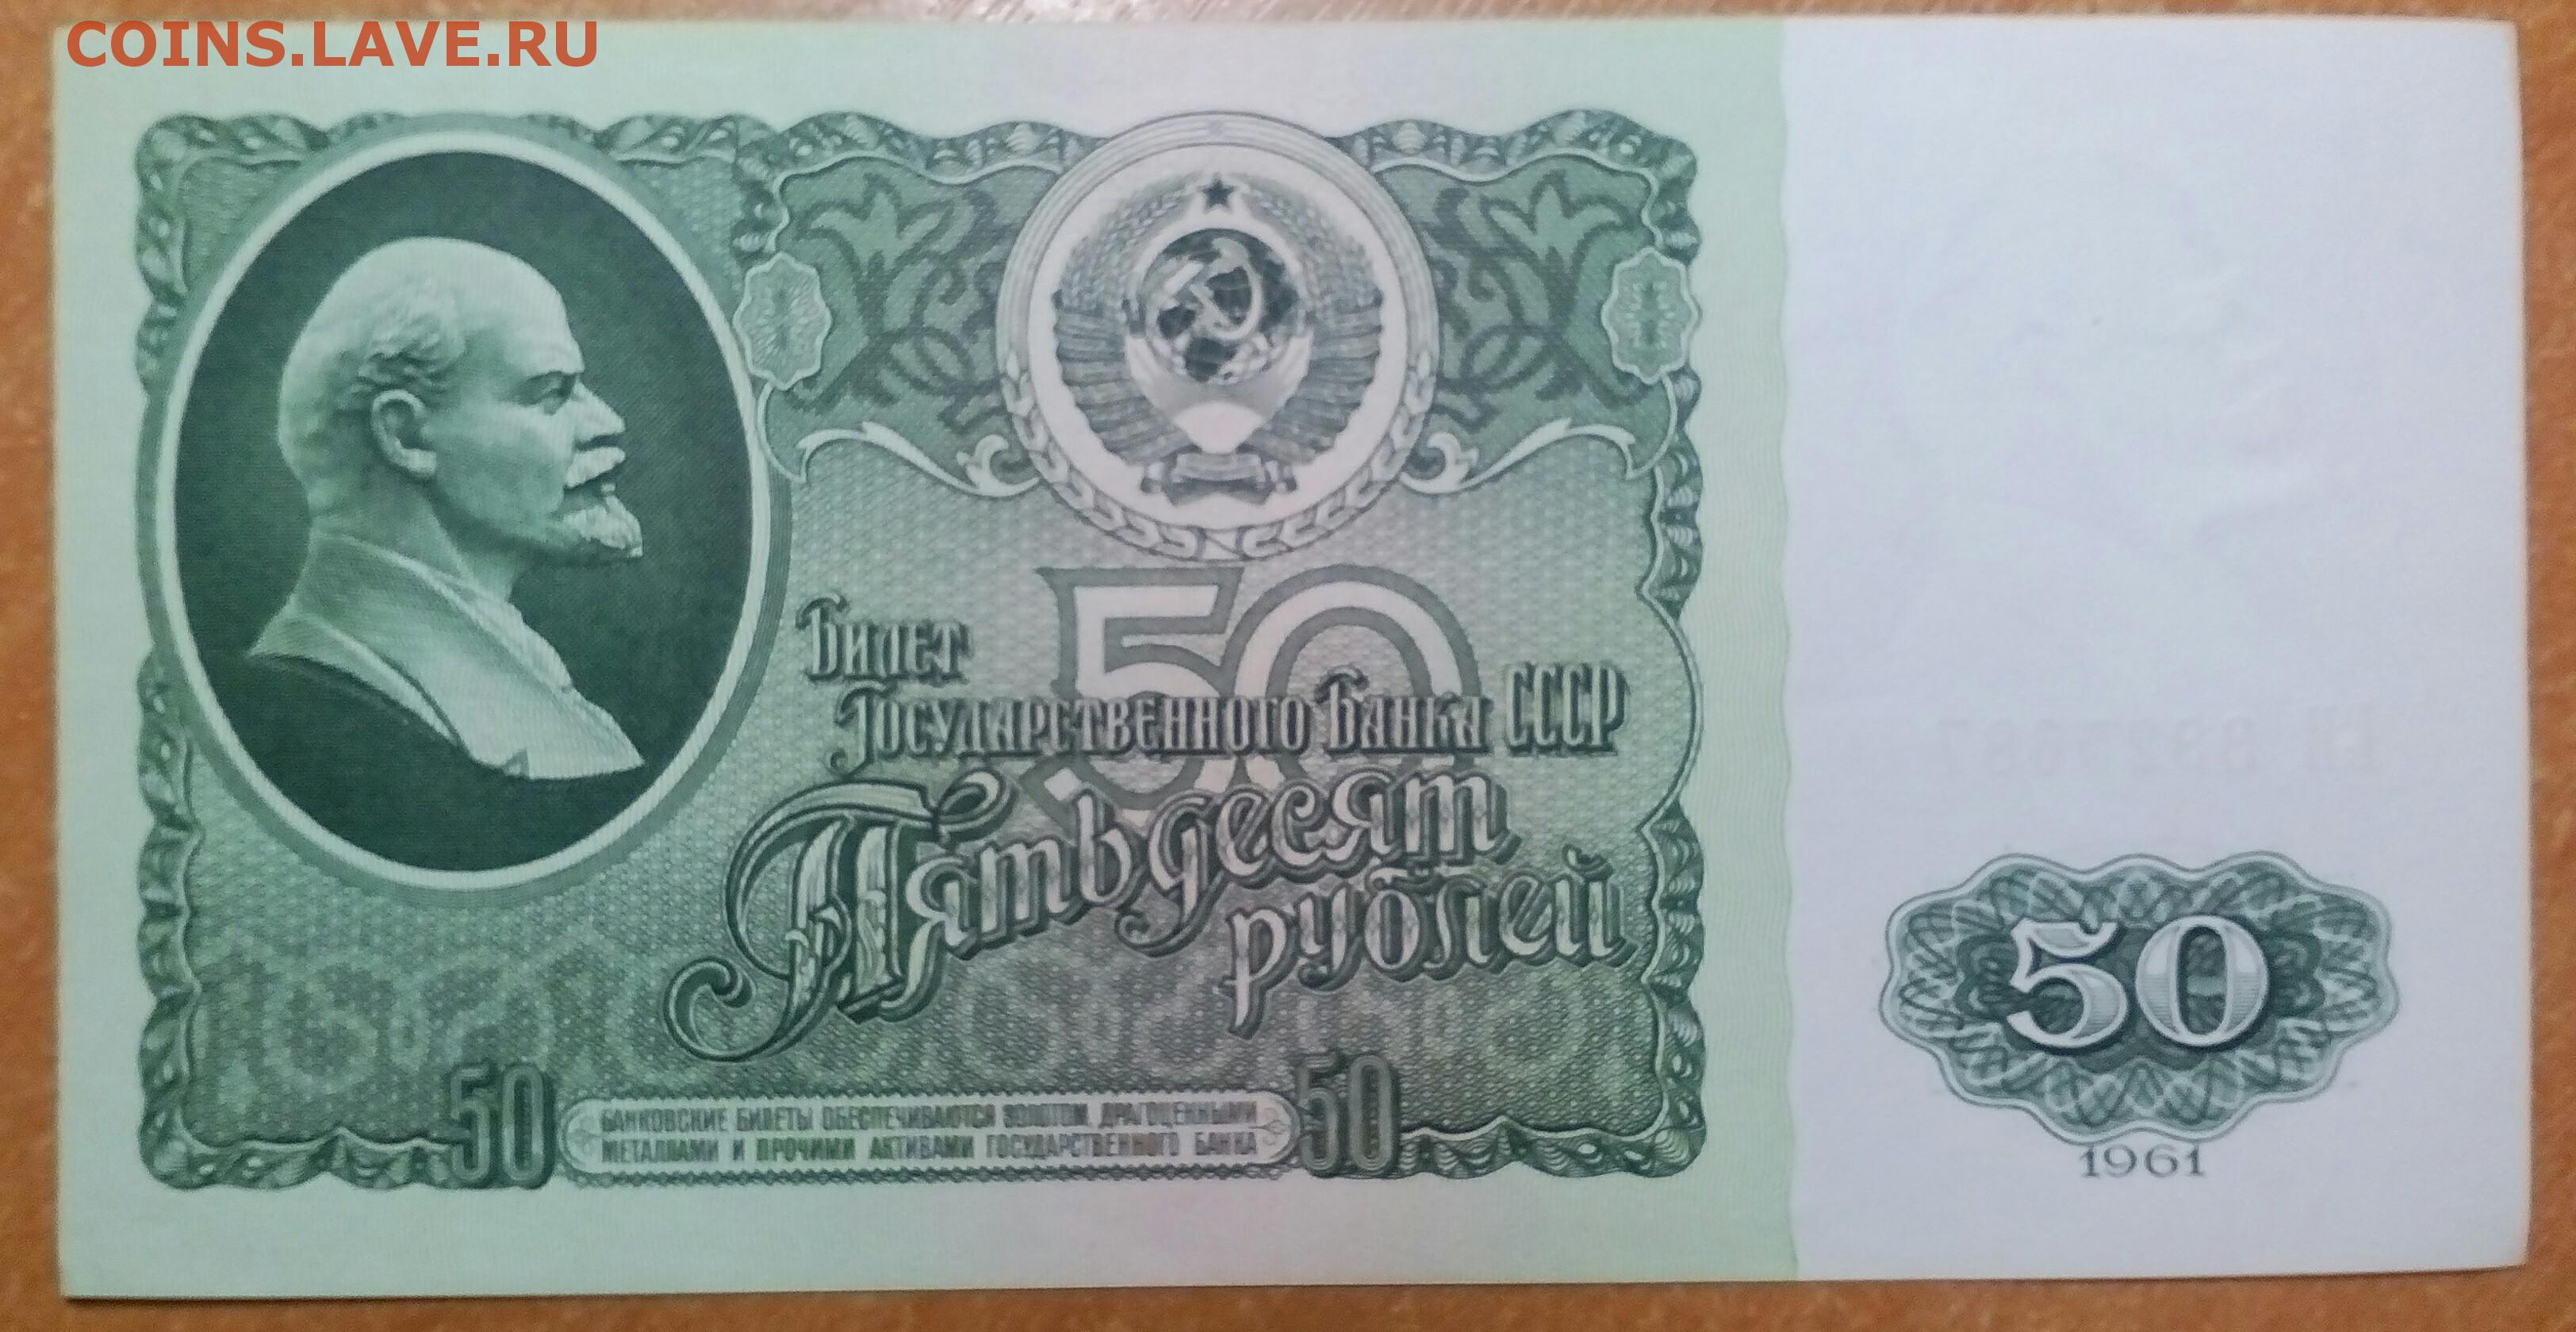 COINS.LAVE.RU
50
Билет
Государственного Банка СССР
Пятьдесят
рублей
50
БАНКОВСКИЕ БИЛЕТЫ ОБЕСПЕЧИВАЮТСЯ ЗОЛОТОМ, ДРАГОЦЕННЫМИ
МЕТАЛЛАМИ И ПРОЧИМИ АКТИВАМИ ГОСУДАРСТВЕННОГО БАНКА
50
50
1961